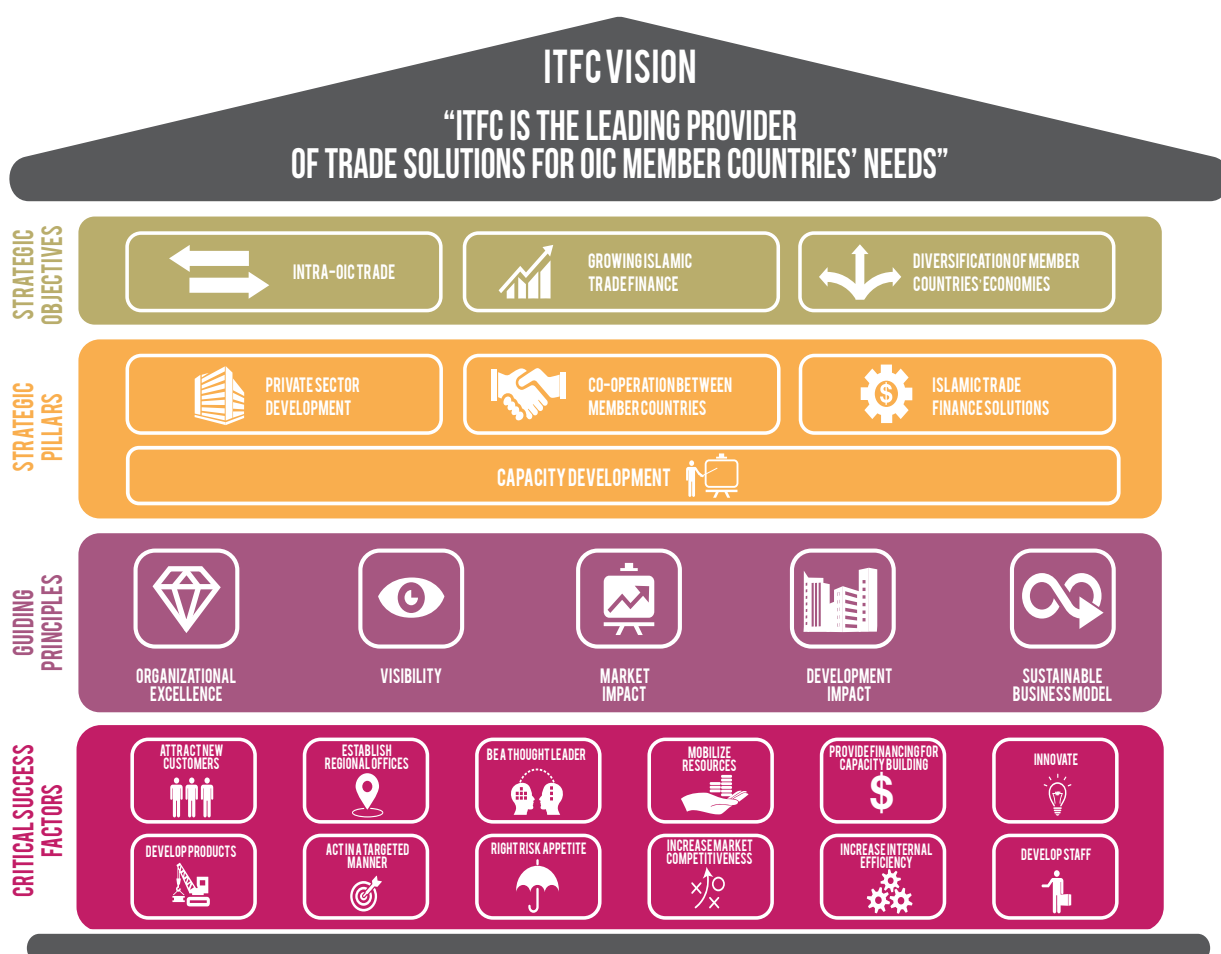 ITFC VISION
“ITFC IS THE LEADING PROVIDER
OF TRADE SOLUTIONS FOR OIC MEMBER COUNTRIES’ NEEDS”
STRATEGIC
OBJECTIVES
INTRA-OIC TRADE
GROWING ISLAMIC
TRADE FINANCE
DIVERSIFICATION OF MEMBER
COUNTRIES’ ECONOMIES
STRATEGIC
PILLARS
PRIVATE SECTOR
DEVELOPMENT
CO-OPERATION BETWEEN
MEMBER COUNTRIES
$
ISLAMIC TRADE
FINANCE SOLUTIONS
CAPACITY DEVELOPMENT
GUIDING
PRINCIPLES
ORGANIZATIONAL
EXCELLENCE
VISIBILITY
MARKET
IMPACT
DEVELOPMENT
IMPACT
SUSTAINABLE
BUSINESS MODEL
CRITICAL SUCCESS
FACTORS
ATTRACT NEW
CUSTOMERS
ESTABLISH
REGIONAL OFFICES
BE A THOUGHT LEADER
MOBILIZE
RESOURCES
PROVIDE FINANCING FOR
CAPACITY BUILDING
$
INNOVATE
DEVELOP PRODUCTS
ACT IN A TARGETED
MANNER
RIGHT RISK APPETITE
INCREASE MARKET
COMPETITIVENESS
INCREASE INTERNAL
EFFICIENCY
DEVELOP STAFF